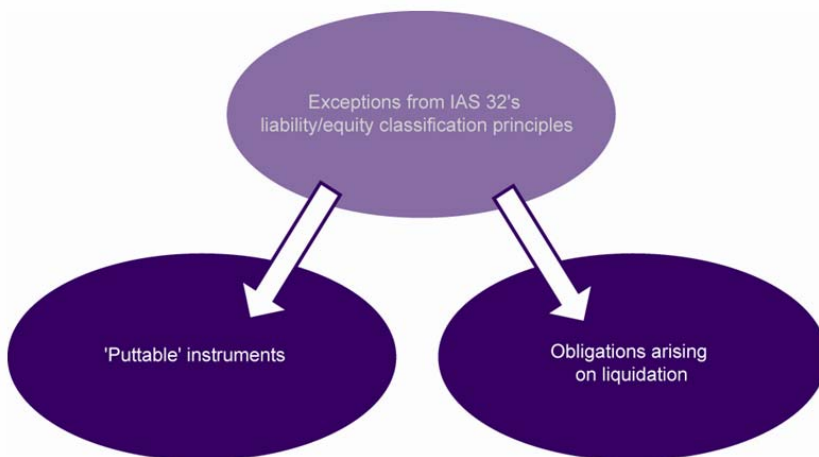 Exceptions from IAS 32's
liability/equity classification principles
'Puttable' instruments
Obligations arising
on liquidation